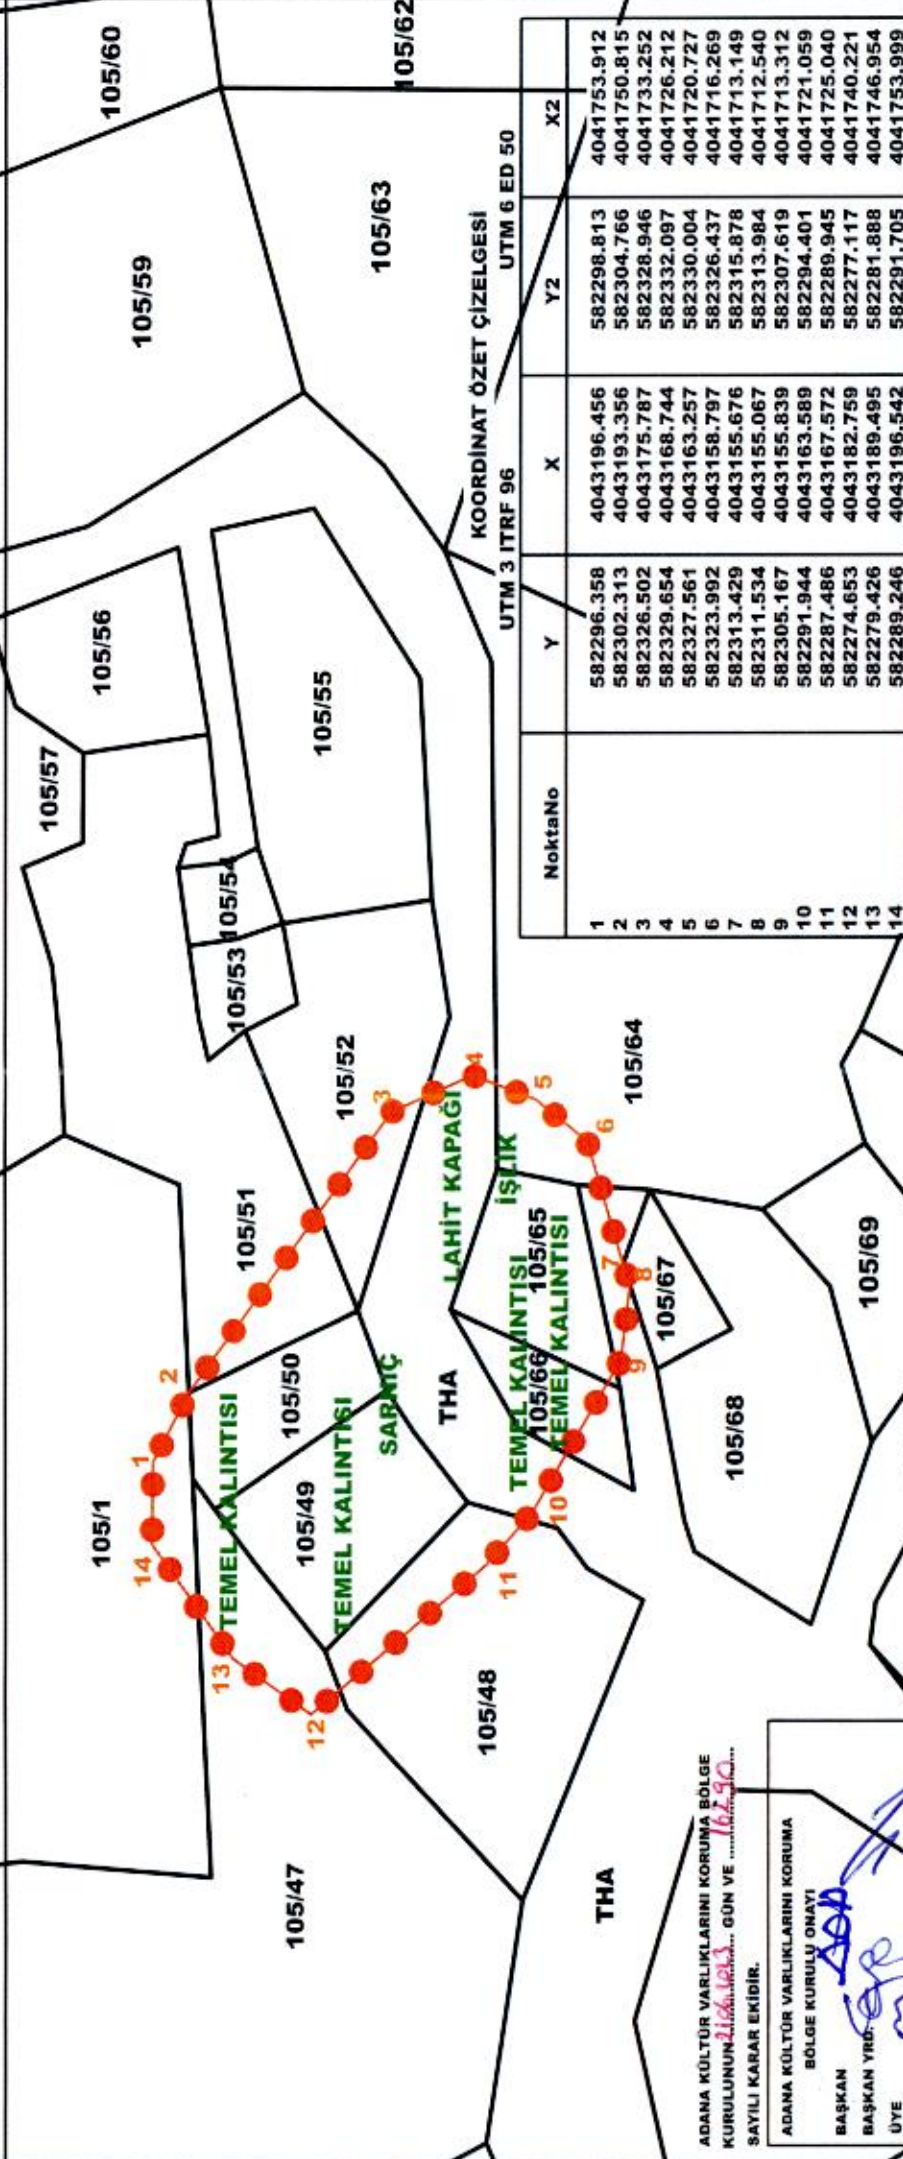 105/60
105/62
105/59
105/63
105/56
105/57
105/55
105/54
105/53
105/52
105/51
105/64
105/1
105/50
105/49
105/65
105/66
105/67
105/68
105/69
105/48
105/47
THA
THA
1
2
3
4
5
6
7
8
9
10
11
12
13
14
TEMEL KALINTISI
TEMEL KALINTISI
SARNIÇ
LAHİT KAPAĞI
İŞLİK
TEMEL KALINTISI
TEMEL KALINTISI
KOORDİNAT ÖZET ÇİZELGESİ
UTM 3 ITRF 96 UTM 6 ED 50
NoktaNo Y X Y2 X2
1 582296.358 4043196.456 582298.813 4041753.912
2 582302.313 4043193.356 582304.766 4041750.815
3 582326.502 4043175.787 582328.946 4041733.252
4 582329.654 4043168.744 582332.097 4041726.212
5 582327.561 4043163.257 582330.004 4041720.727
6 582323.992 4043158.797 582326.437 4041716.269
7 582313.429 4043155.676 582315.878 4041713.149
8 582311.534 4043155.067 582313.984 4041712.540
9 582305.167 4043155.839 582307.619 4041713.312
10 582291.944 4043163.589 582294.401 4041721.059
11 582287.486 4043167.572 582289.945 4041725.040
12 582274.653 4043182.759 582277.117 4041740.221
13 582279.426 4043189.495 582281.888 4041746.954
14 582289.246 4043196.542 582291.705 4041753.999
ADANA KÜLTÜR VARLIKLARINI KORUMA BÖLGE
KURULUNUN GÜN VE 16290
SAYILI KARAR EKİDİR.
ADANA KÜLTÜR VARLIKLARINI KORUMA
BÖLGE KURULU ONAYI
BAŞKAN
BAŞKAN YRD.
ÜYE